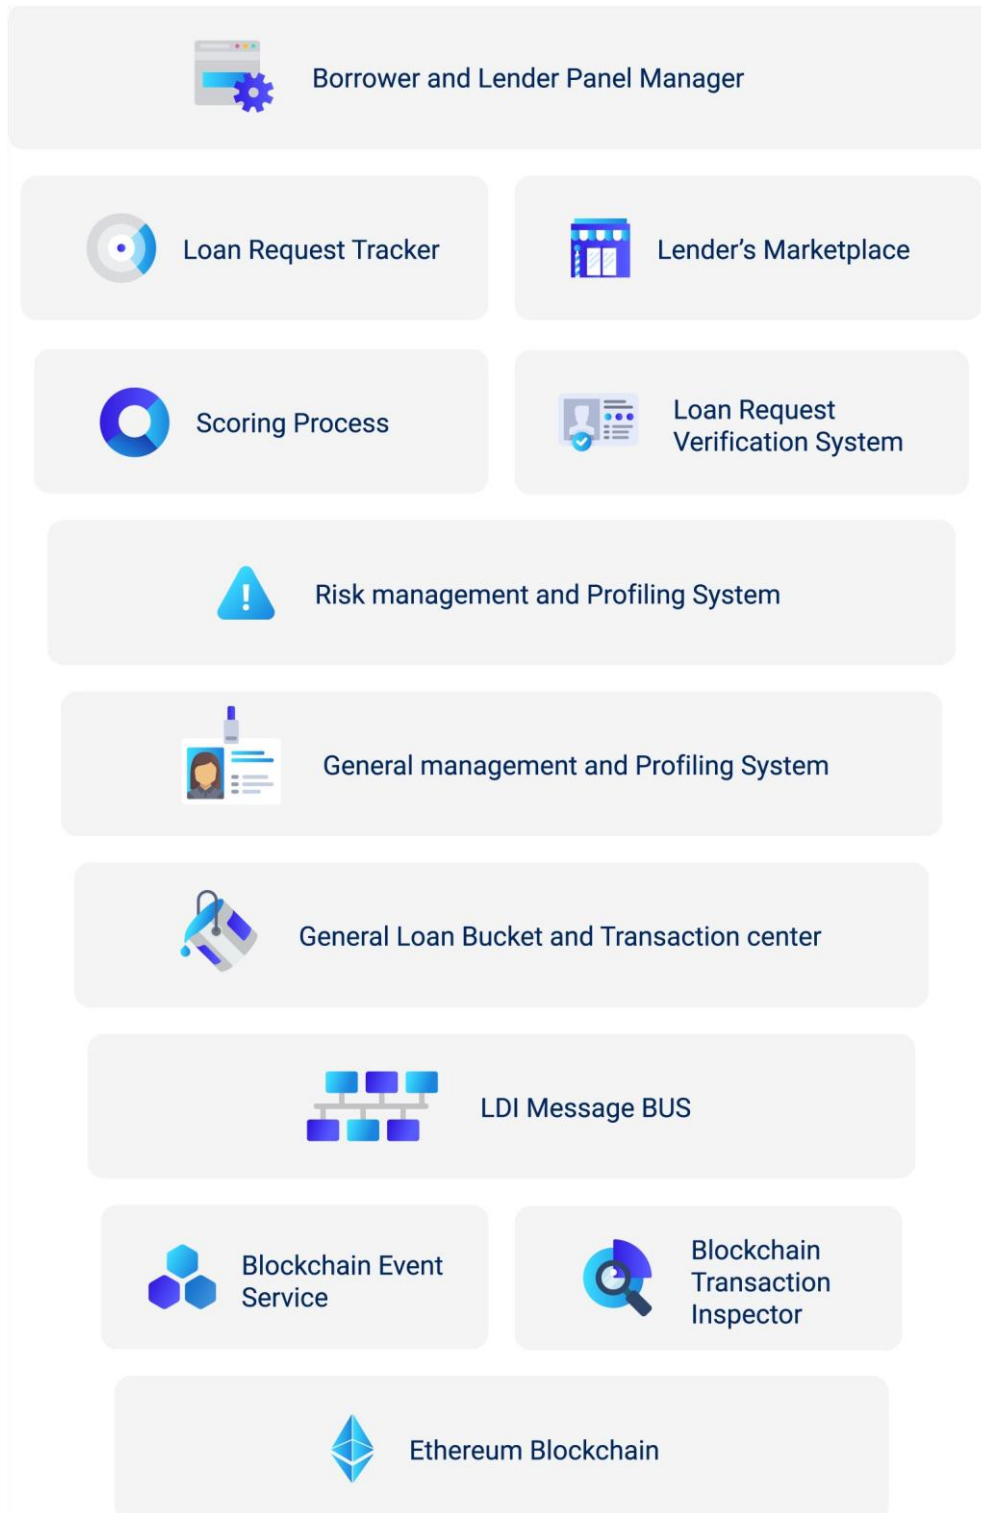 Borrower and Lender Panel Manager
Loan Request Tracker
Lender’s Marketplace
Scoring Process
Loan Request
Verification System
Risk management and Profiling System
General management and Profiling System
General Loan Bucket and Transaction center
LDI Message BUS
Blockchain Event
Service
Blockchain
Transaction
Inspector
Ethereum Blockchain